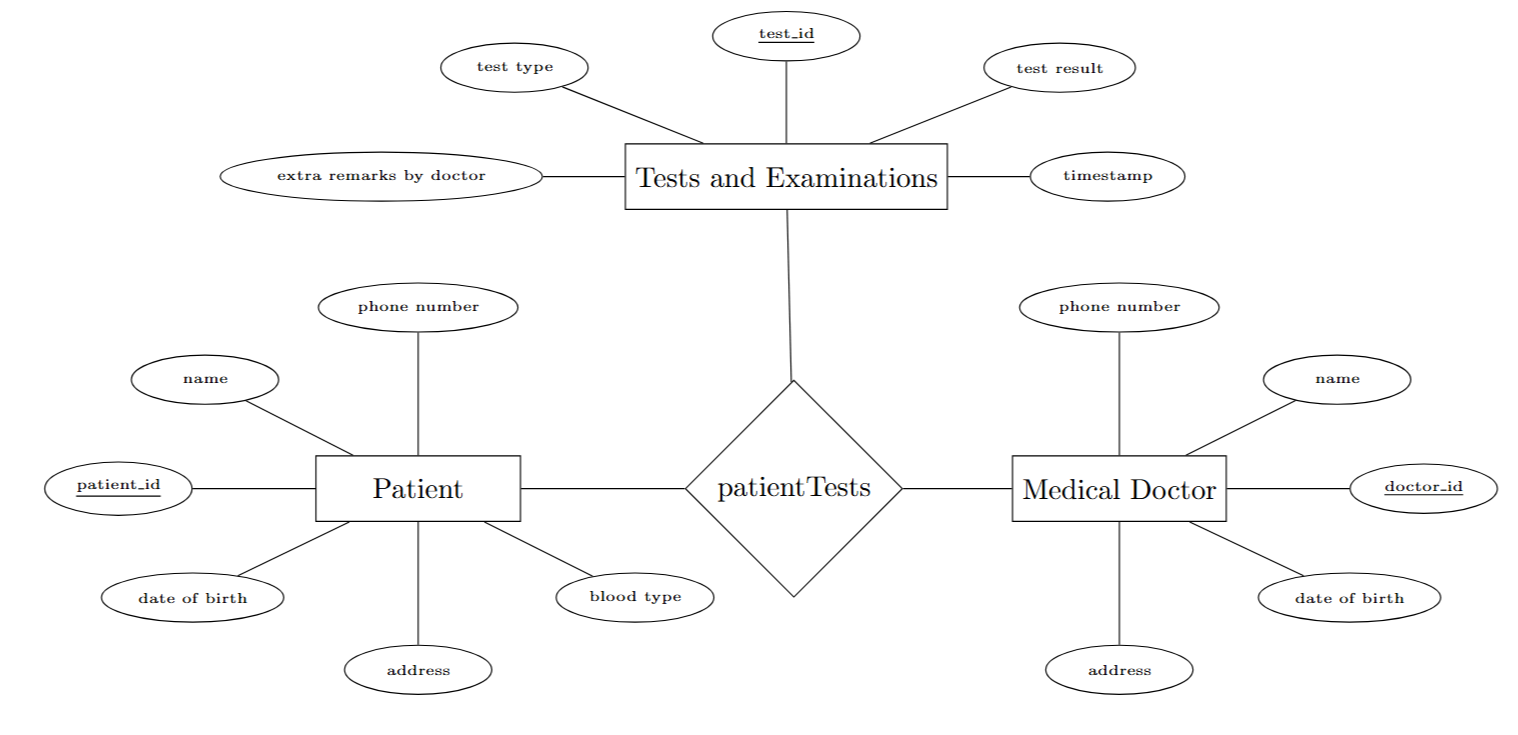 test_id
test type
test result
extra remarks by doctor
Tests and Examinations
timestamp
phone number
phone number
name
name
patient_id
Patient
patientTests
Medical Doctor
doctor_id
date of birth
blood type
date of birth
address
address